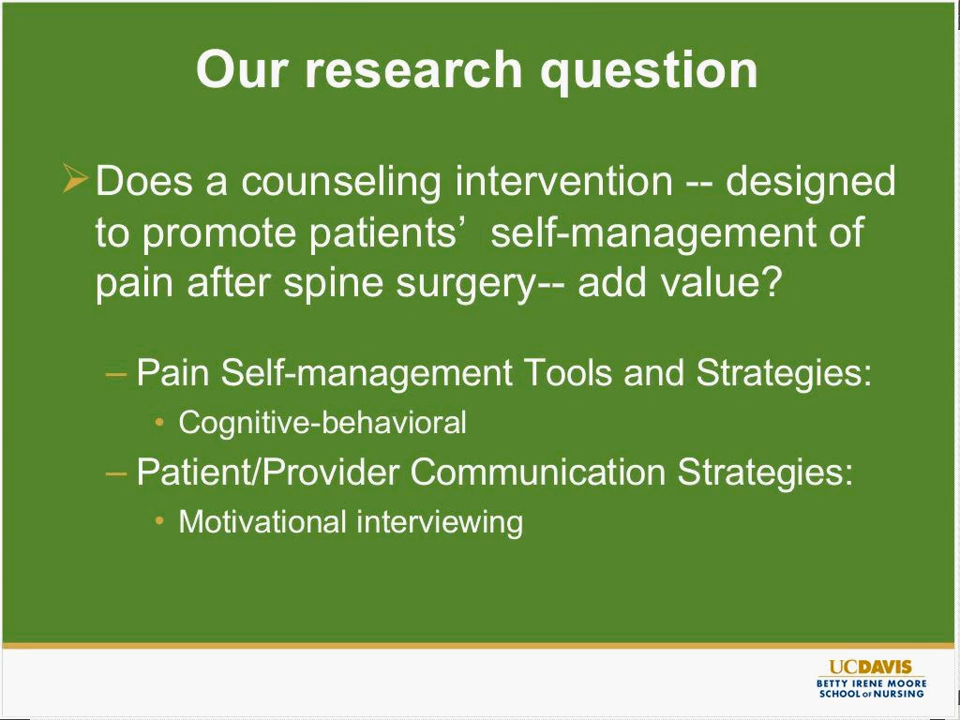 Our research question
Does a counseling intervention -- designed
to promote patients’ self-management of
pain after spine surgery-- add value?
– Pain Self-management Tools and Strategies:
• Cognitive-behavioral
– Patient/Provider Communication Strategies:
• Motivational interviewing
UCDAVIS
BETTY IRENE MOORE
SCHOOL OF NURSING